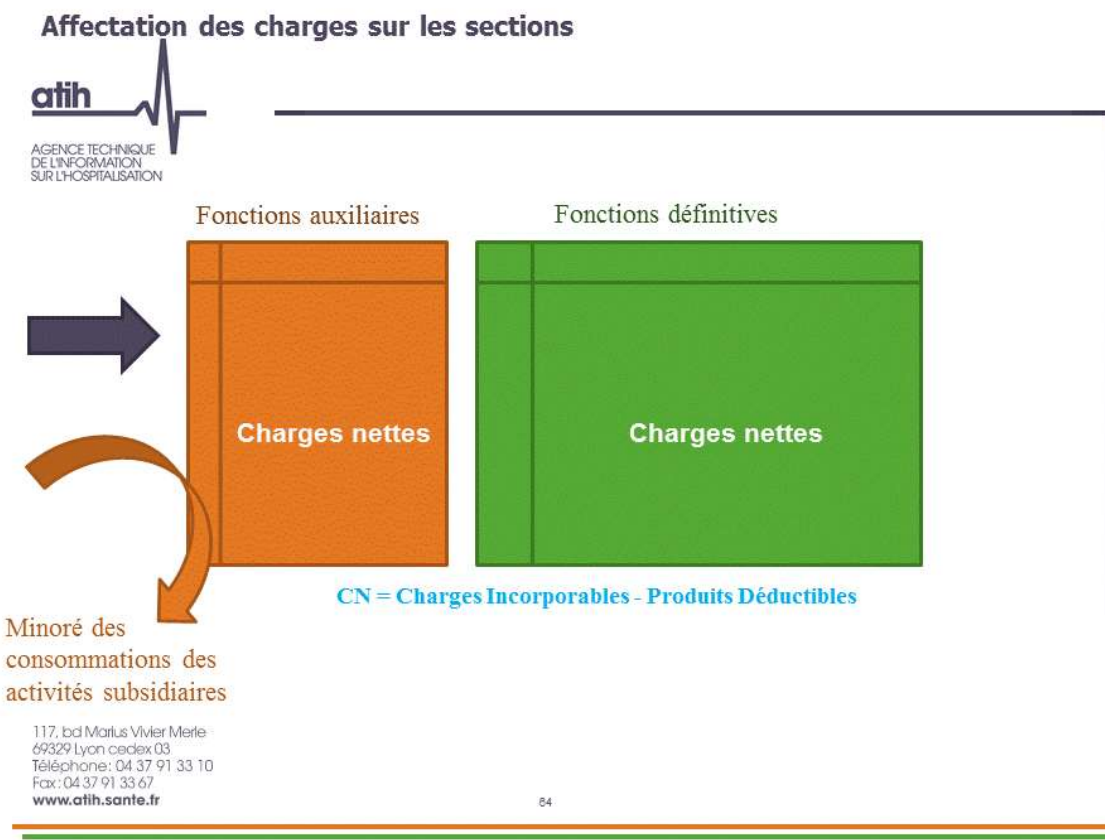 Affectation des charges sur les sections
atih
AGENCE TECHNIQUE
DE L'INFORMATION
SUR L'HOSPITALISATION
Fonctions auxiliaires
Fonctions définitives
Charges nettes
Charges nettes
CN = Charges Incorporables - Produits Déductibles
Minoré des
consommations des
activités subsidiaires
117, bd Marius Vivier Merle
69329 Lyon cedex 03
Téléphone : 04 37 91 33 10
Fax : 04 37 91 33 67
www.atih.sante.fr
64